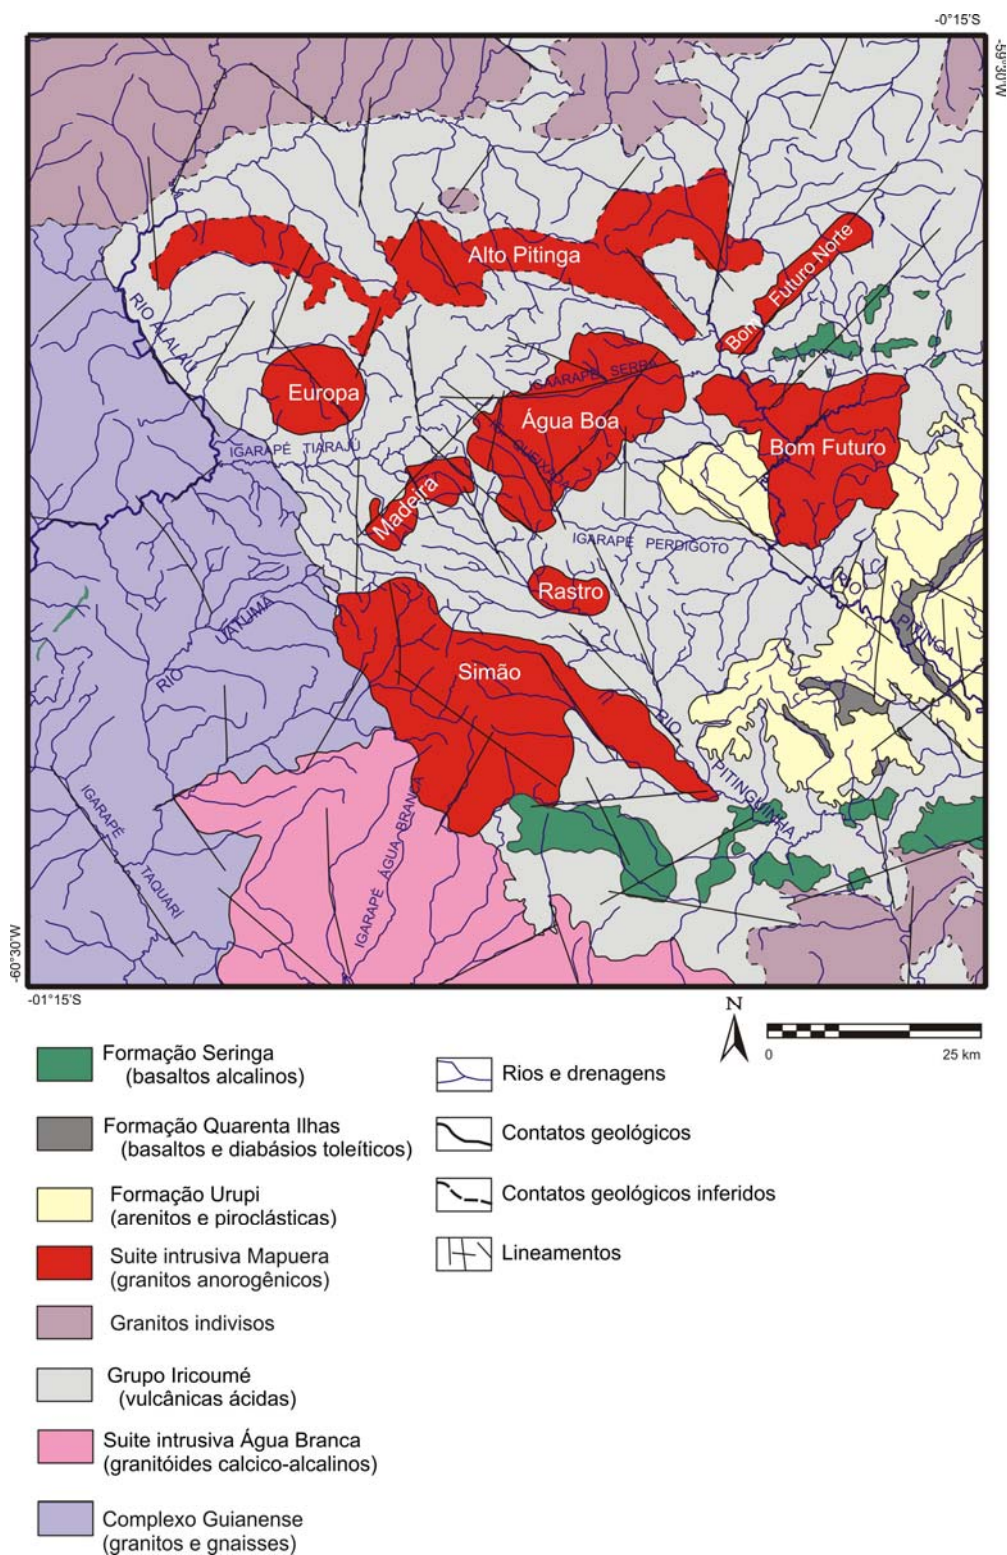 -0°15'S
-59°30'W
Alto Pitinga
Bom Futuro Norte
RIO ALALAÚ
Europa
IGAARAPÉ SERRA
Água Boa
QUEIXADA
Bom Futuro
IGARAPÉ TIARAJÚ
Madeira
IGARAPÉ PERDIGOTO
Rastro
RIO
PITINGA
RIO UATUMÃ
Simão
RIO PITINGUINHA
IGARAPÉ TAQUARÍ
IGARAPÉ ÁGUA BRANCA
-60°30'W
-01°15'S
N
0 25 km
Formação Seringa
(basaltos alcalinos)
Formação Quarenta Ilhas
(basaltos e diabásios toleíticos)
Formação Urupi
(arenitos e piroclásticas)
Suite intrusiva Mapuera
(granitos anorogênicos)
Granitos indivisos
Grupo Iricoumé
(vulcânicas ácidas)
Suite intrusiva Água Branca
(granitóides calcico-alcalinos)
Complexo Guianense
(granitos e gnaisses)
Rios e drenagens
Contatos geológicos
Contatos geológicos inferidos
Lineamentos